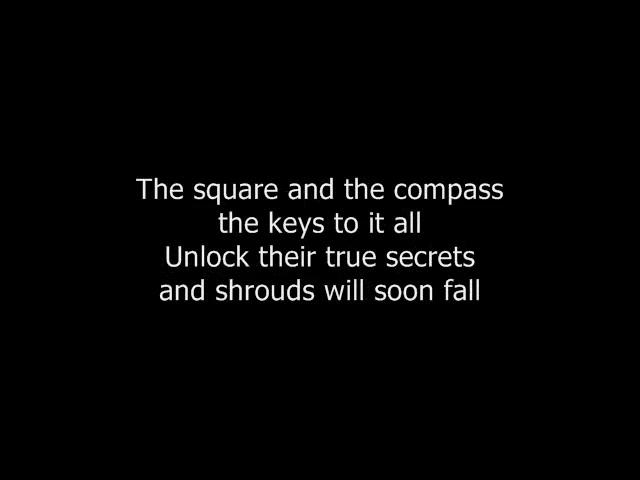 The square and the compass
the keys to it all
Unlock their true secrets
and shrouds will soon fall